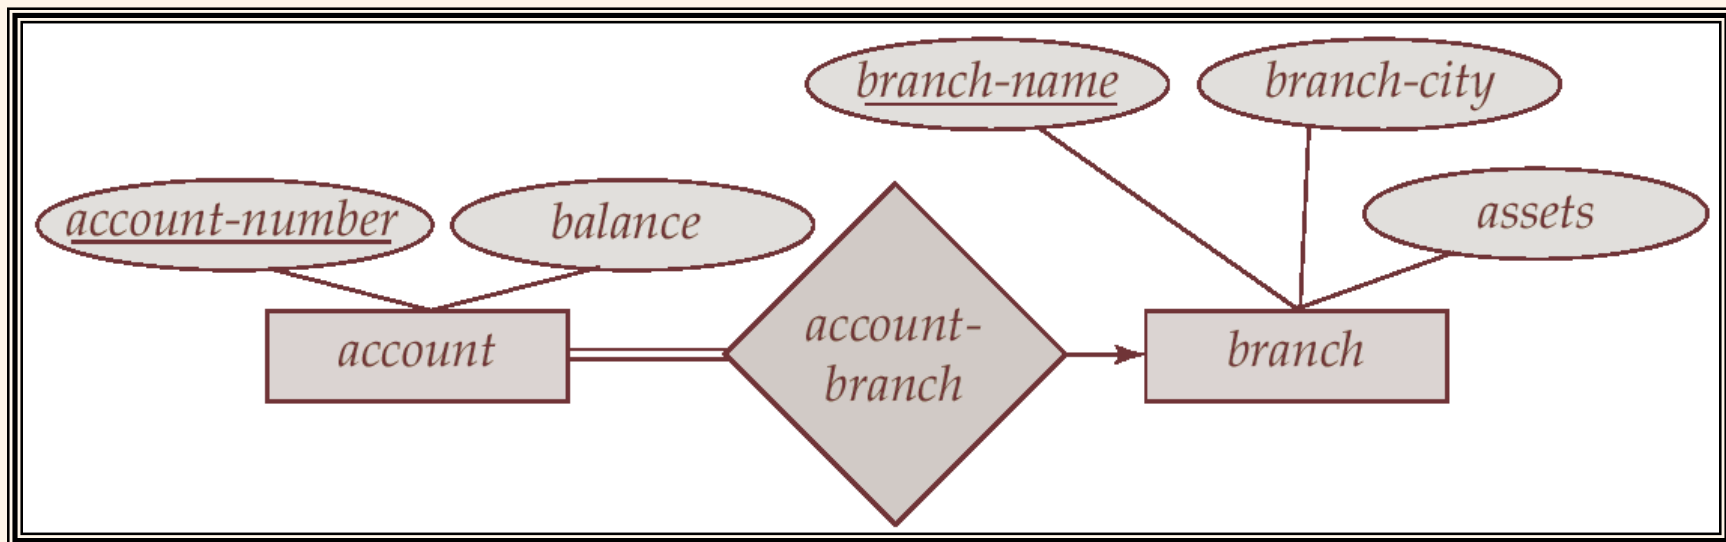 branch-name
branch-city
account-number
balance
assets
account
account-
branch
branch